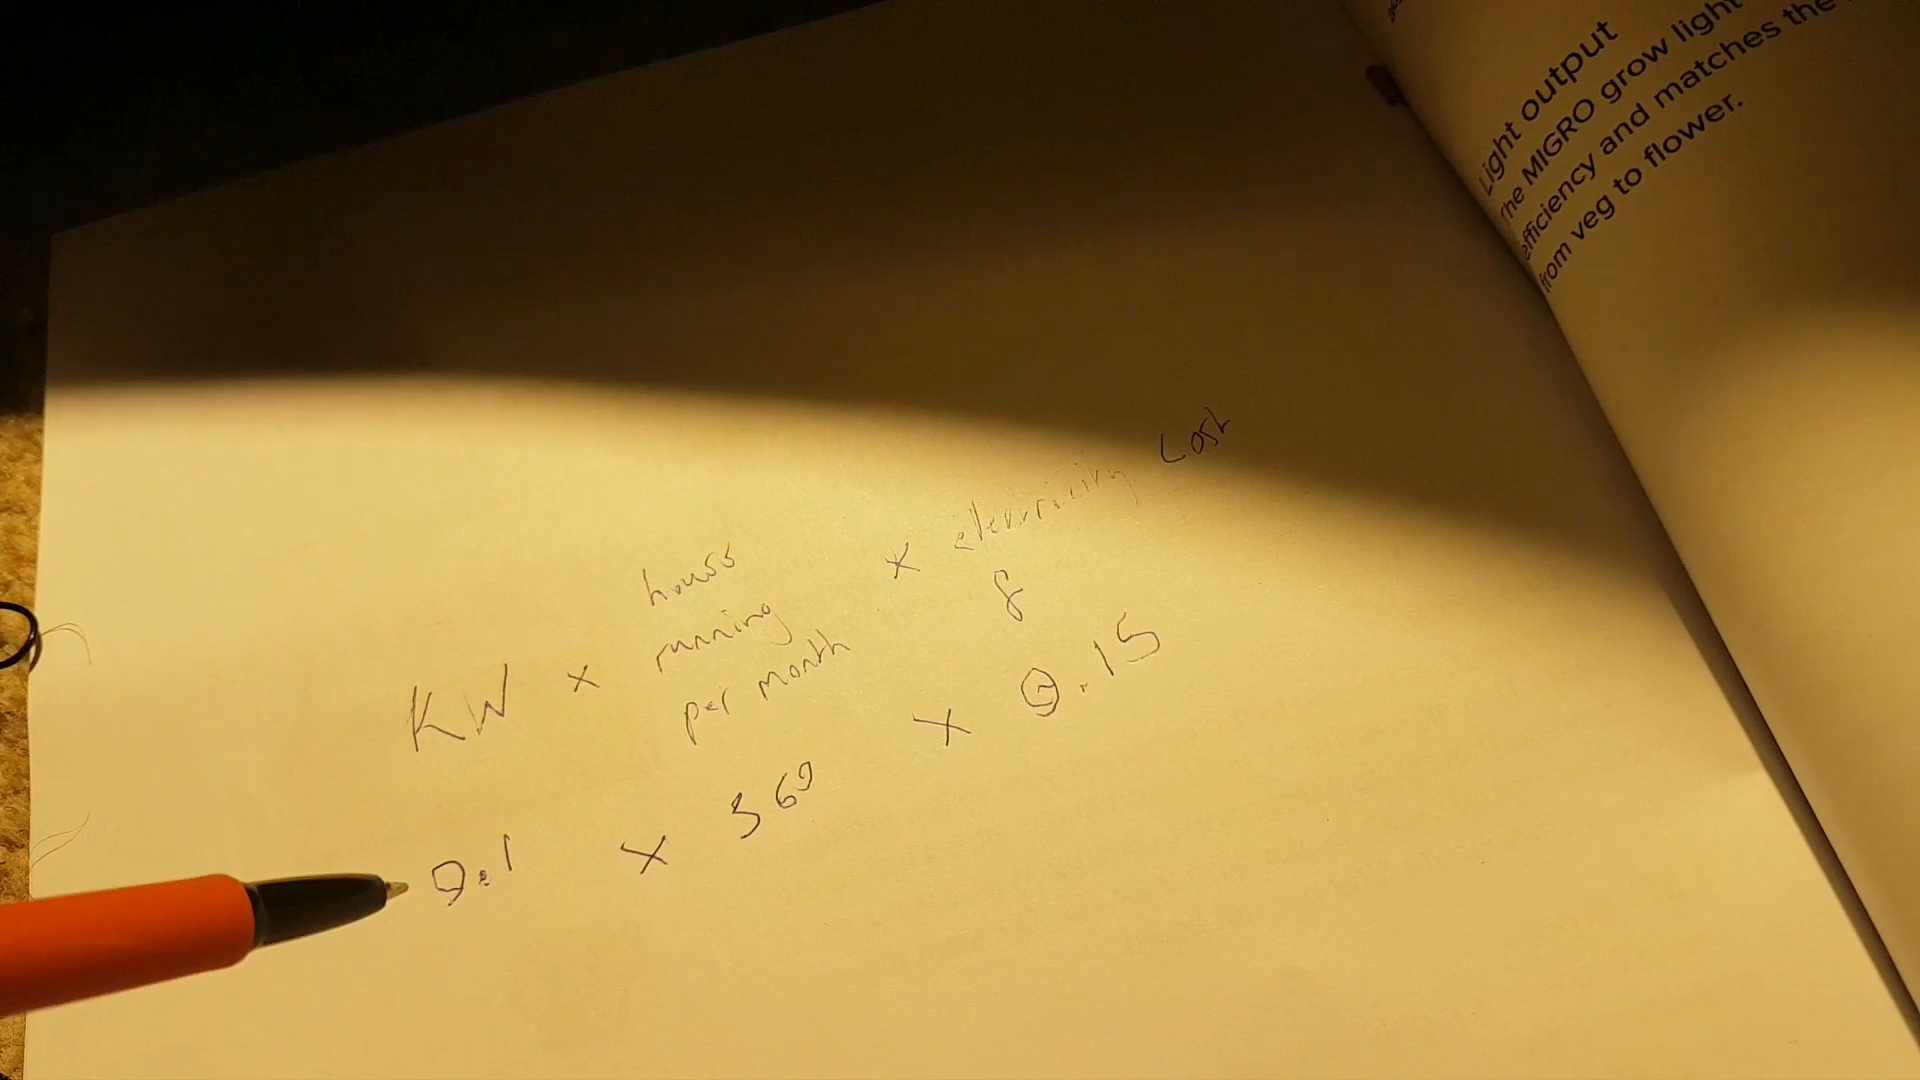 Light output
The MIGRO grow light
efficiency and matches the
from veg to flower.
KW x hours running per month x electricity cost
£
0.1 x 360 x 0.15